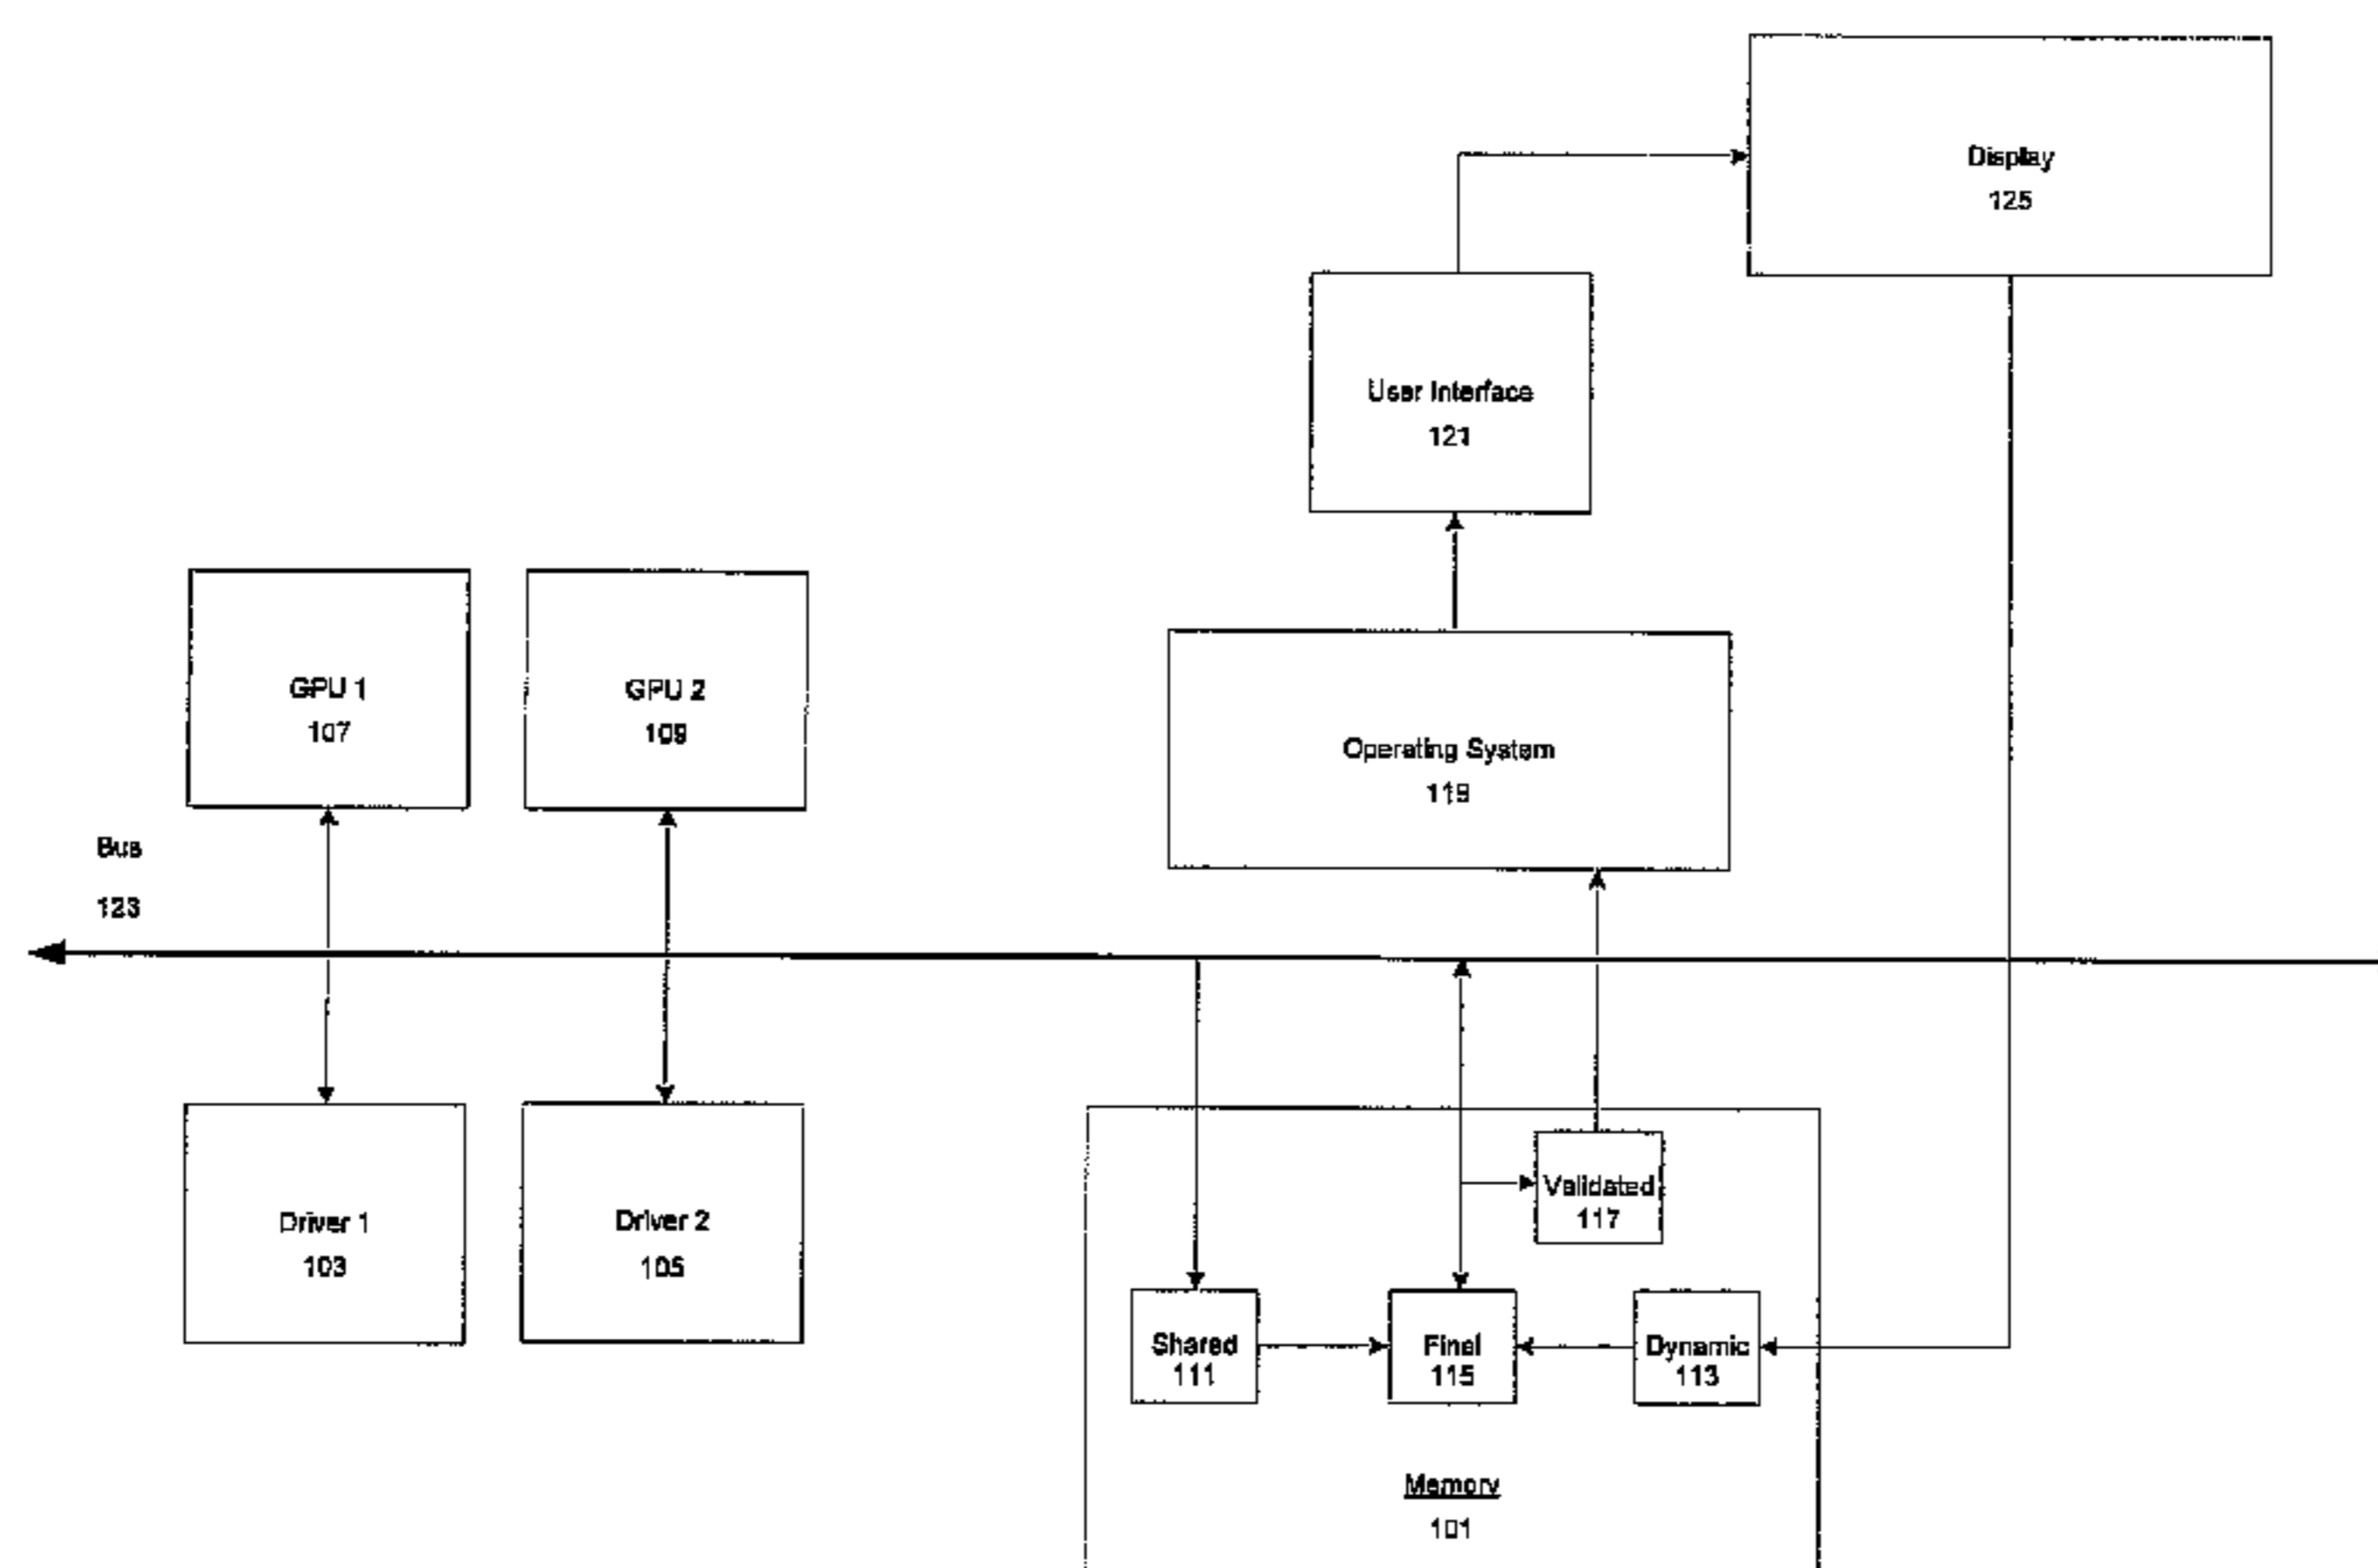 Display
125
User Interface
121
GPU 1
107
GPU 2
109
Operating System
119
Bus
123
Validated
117
Driver 1
103
Driver 2
105
Shared
111
Final
115
Dynamic
113
Memory
101